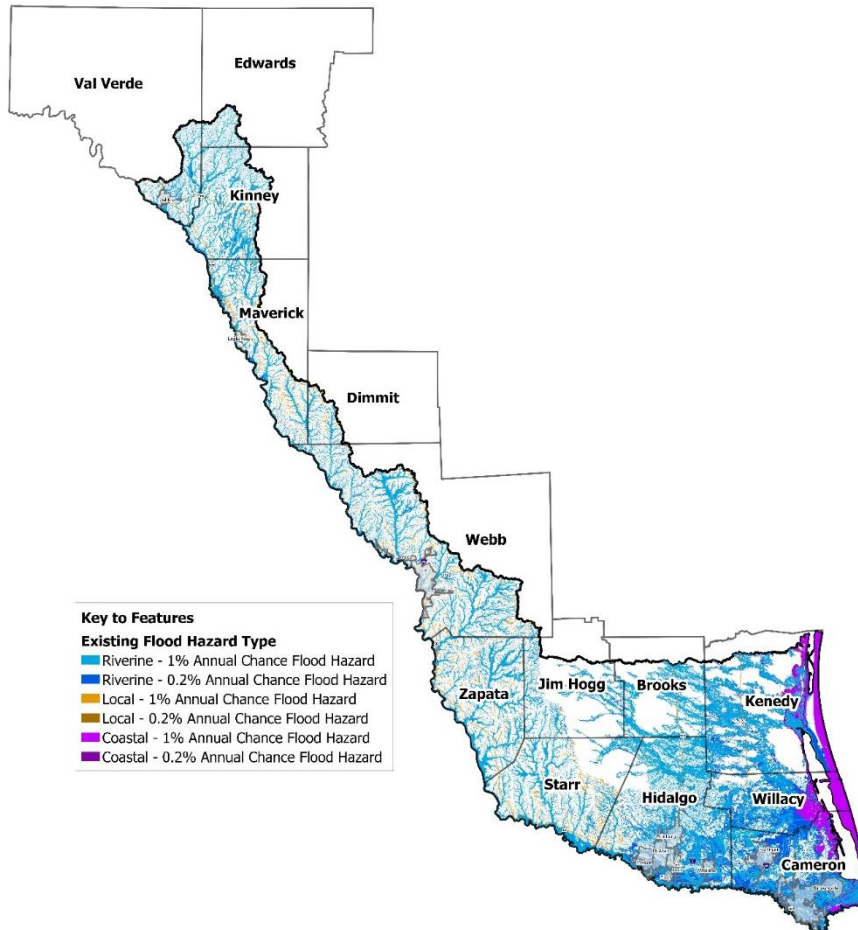 Edwards
Val Verde
Kinney
Maverick
Dimmit
Webb
Key to Features
Existing Flood Hazard Type
Riverine - 1% Annual Chance Flood Hazard
Riverine - 0.2% Annual Chance Flood Hazard
Local - 1% Annual Chance Flood Hazard
Local - 0.2% Annual Chance Flood Hazard
Coastal - 1% Annual Chance Flood Hazard
Coastal - 0.2% Annual Chance Flood Hazard
Zapata
Jim Hogg
Brooks
Kenedy
Starr
Hidalgo
Willacy
Cameron